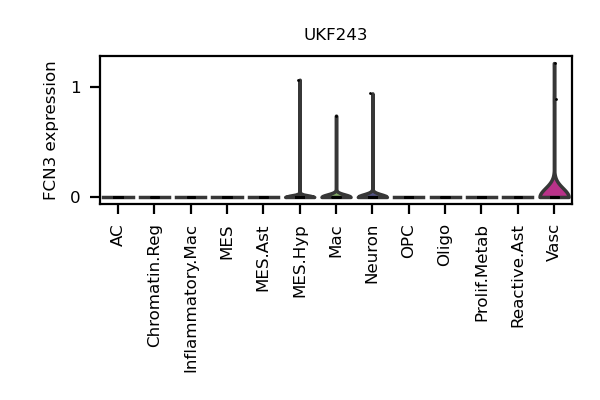 UKF243
FCN3 expression
1
0
AC
Chromatin.Reg
Inflammatory.Mac
MES
MES.Ast
MES.Hyp
Mac
Neuron
OPC
Oligo
Prolif.Metab
Reactive.Ast
Vasc